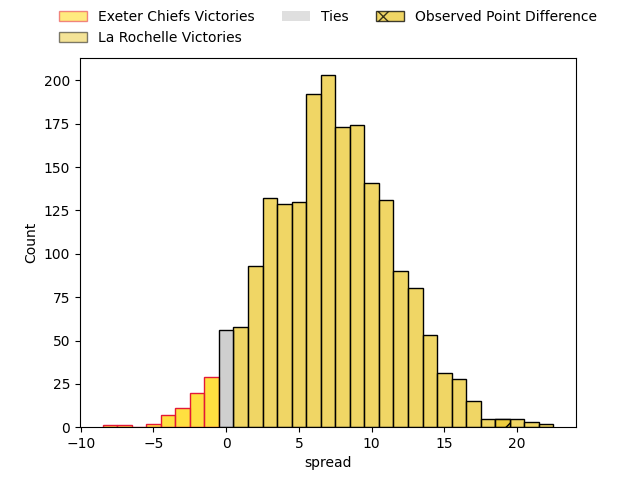 Exeter Chiefs Victories
La Rochelle Victories
Ties
Observed Point Difference
Count
200
175
150
125
100
75
50
25
0
−10
−5
0
5
10
15
20
spread